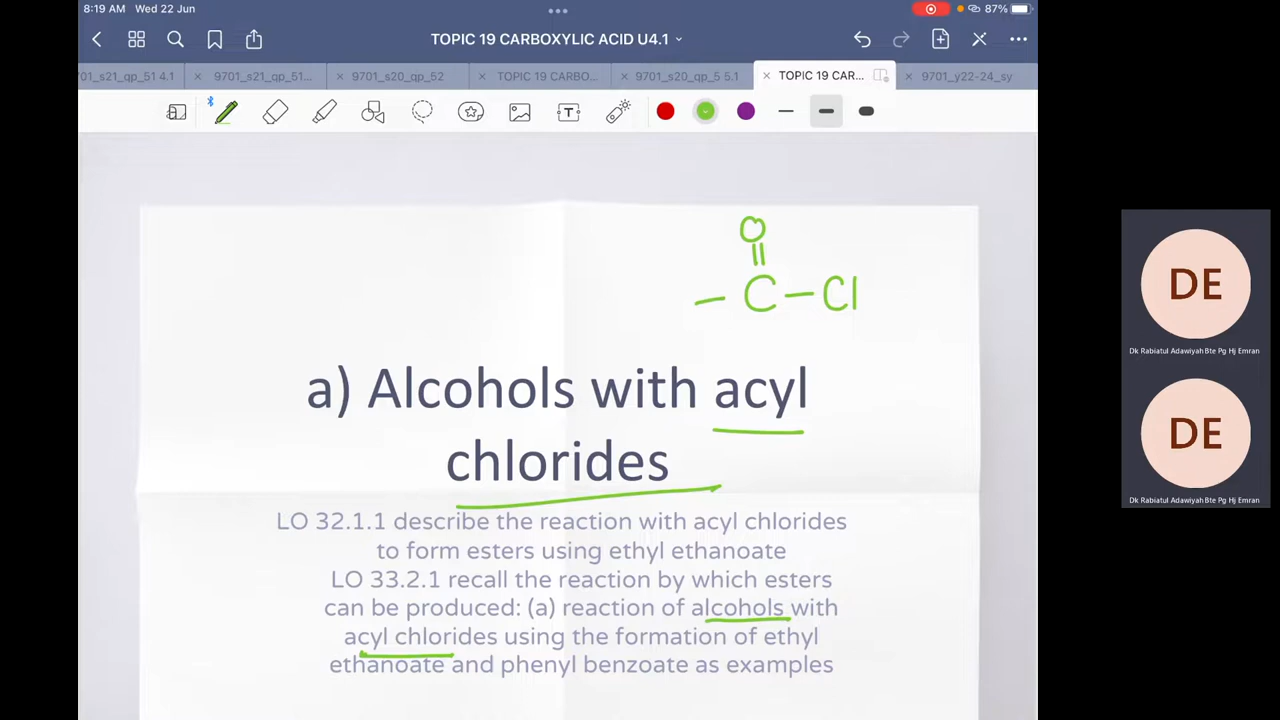 8:19 AM Wed 22 Jun
87%
TOPIC 19 CARBOXYLIC ACID U4.1
01_s21_qp_51 4.1
9701_s21_qp_51...
9701_s20_qp_52
TOPIC 19 CARBO...
9701_s20_qp_5 5.1
TOPIC 19 CAR...
9701_y22-24_sy
O
C Cl
a) Alcohols with acyl
chlorides
LO 32.1.1 describe the reaction with acyl chlorides
to form esters using ethyl ethanoate
LO 33.2.1 recall the reaction by which esters
can be produced: (a) reaction of alcohols with
acyl chlorides using the formation of ethyl
ethanoate and phenyl benzoate as examples
DE
Dk Rabiatul Adawiyah Bte Pg Hj Emran
DE
Dk Rabiatul Adawiyah Bte Pg Hj Emran